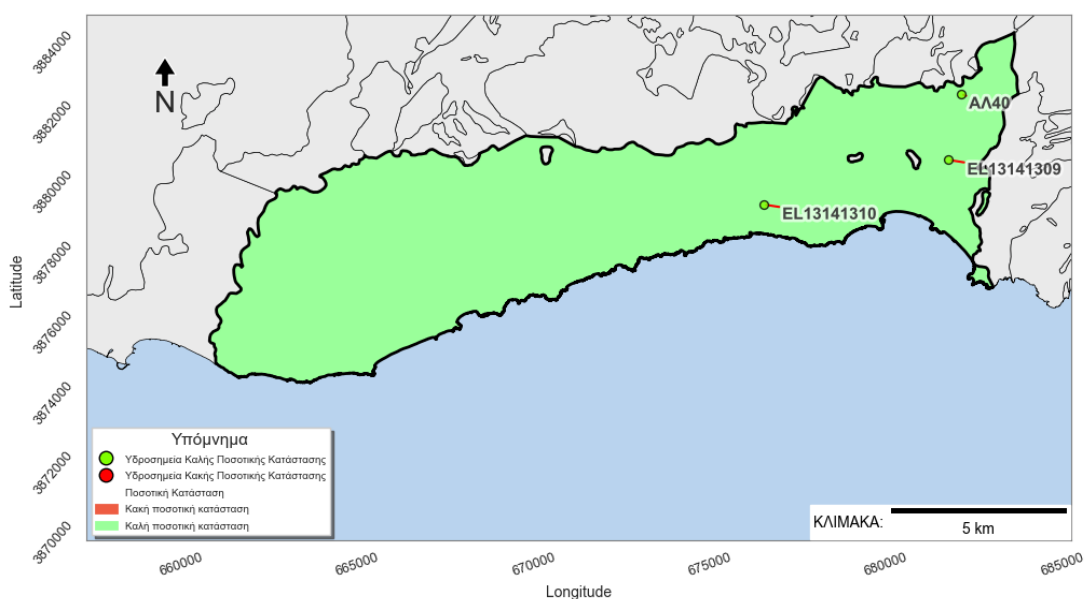 3884000
3882000
3880000
3878000
3876000
3874000
3872000
3870000
Latitude
N
ΑΛ40
EL13141309
EL13141310
Υπόμνημα
Υδροσημεία Καλής Ποσοτικής Κατάστασης
Υδροσημεία Κακής Ποσοτικής Κατάστασης
Ποσοτική Κατάσταση
Κακή ποσοτική κατάσταση
Καλή ποσοτική κατάσταση
ΚΛΙΜΑΚΑ:
5 km
660000
665000
670000
675000
680000
685000
Longitude